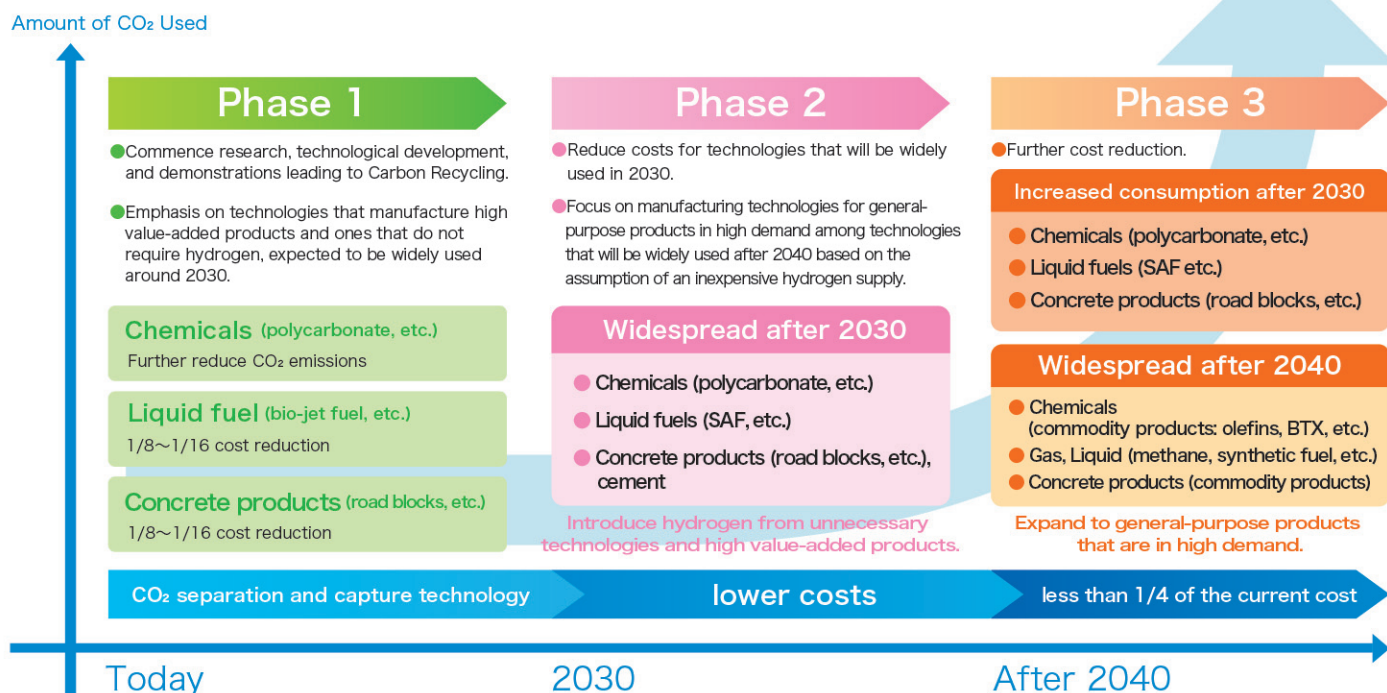 Amount of CO₂ Used
Phase 1
●Commence research, technological development,
and demonstrations leading to Carbon Recycling.
●Emphasis on technologies that manufacture high
value-added products and ones that do not
require hydrogen, expected to be widely used
around 2030.
Chemicals (polycarbonate, etc.)
Further reduce CO₂ emissions
Liquid fuel (bio-jet fuel, etc.)
1/8～1/16 cost reduction
Concrete products (road blocks, etc.)
1/8～1/16 cost reduction
Phase 2
●Reduce costs for technologies that will be widely
used in 2030.
●Focus on manufacturing technologies for general-
purpose products in high demand among technologies
that will be widely used after 2040 based on the
assumption of an inexpensive hydrogen supply.
Widespread after 2030
● Chemicals (polycarbonate, etc.)
● Liquid fuels (SAF, etc.)
● Concrete products (road blocks, etc.),
cement
Introduce hydrogen from unnecessary
technologies and high value-added products.
Phase 3
●Further cost reduction.
Increased consumption after 2030
● Chemicals (polycarbonate, etc.)
● Liquid fuels (SAF etc.)
● Concrete products (road blocks, etc.)
Widespread after 2040
● Chemicals
(commodity products: olefins, BTX, etc.)
● Gas, Liquid (methane, synthetic fuel, etc.)
● Concrete products (commodity products)
Expand to general-purpose products
that are in high demand.
CO₂ separation and capture technology
lower costs
less than 1/4 of the current cost
Today
2030
After 2040